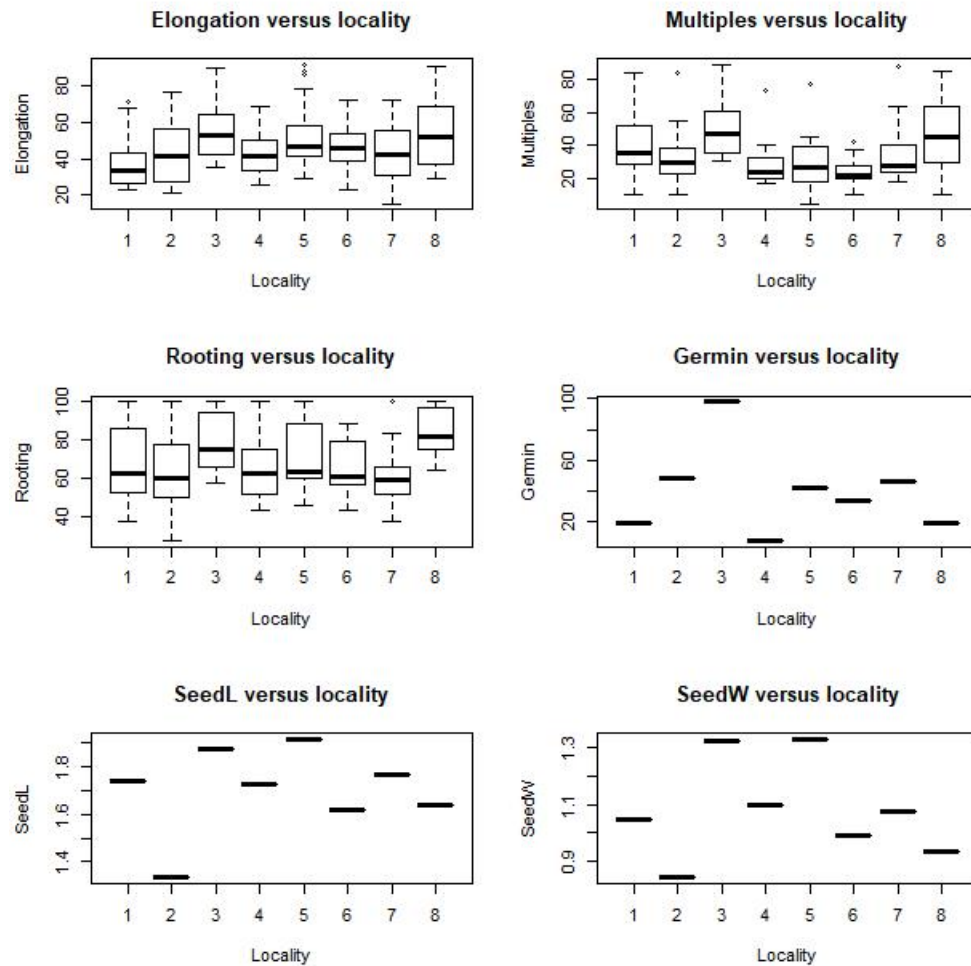 Elongation versus locality
Elongation
80
60
40
20
1 2 3 4 5 6 7 8
Locality
Multiples versus locality
Multiples
80
60
40
20
1 2 3 4 5 6 7 8
Locality
Rooting versus locality
Rooting
100
80
60
40
1 2 3 4 5 6 7 8
Locality
Germin versus locality
Germin
100
60
20
1 2 3 4 5 6 7 8
Locality
SeedL versus locality
SeedL
1.8
1.6
1.4
1 2 3 4 5 6 7 8
Locality
SeedW versus locality
SeedW
1.3
1.1
0.9
1 2 3 4 5 6 7 8
Locality